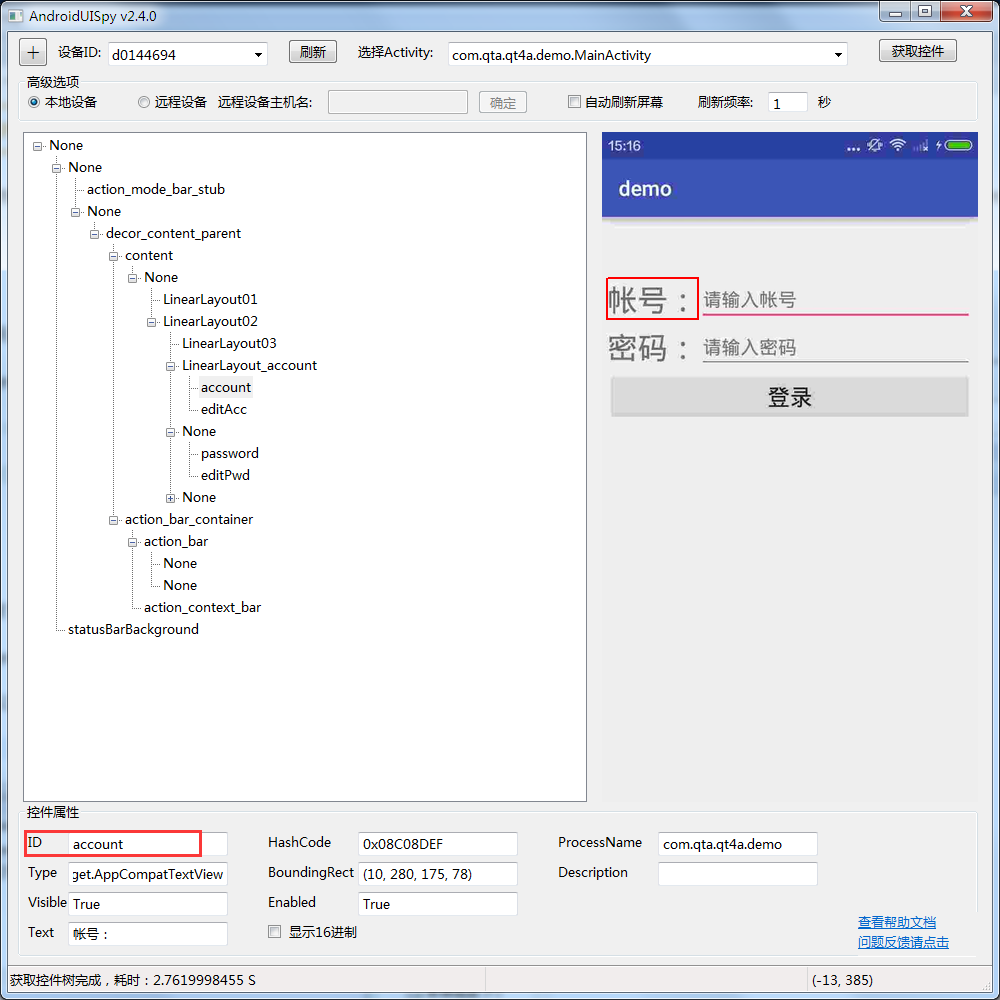 AndroidUISpy v2.4.0
设备ID: d0144694 刷新 选择Activity: com.qta.qt4a.demo.MainActivity 获取控件
高级选项
本地设备 远程设备 远程设备主机名: 确定 自动刷新屏幕 刷新频率: 1 秒
None
None
action_mode_bar_stub
None
decor_content_parent
content
None
LinearLayout01
LinearLayout02
LinearLayout03
LinearLayout_account
account
editAcc
None
password
editPwd
None
action_bar_container
action_bar
None
None
action_context_bar
statusBarBackground
15:16
demo
帐号： 请输入帐号
密码： 请输入密码
登录
控件属性
ID account HashCode 0x08C08DEF ProcessName com.qta.qt4a.demo
Type get.AppCompatTextView BoundingRect (10, 280, 175, 78) Description
Visible True Enabled True
Text 帐号： 显示16进制
查看帮助文档
问题反馈请点击
获取控件树完成，耗时：2.7619998455 S (-13, 385)